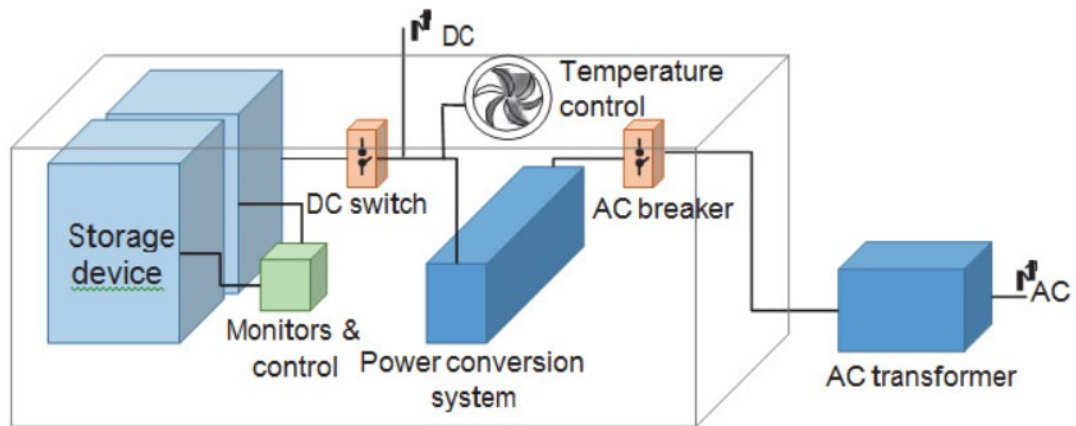 DC
Temperature
control
DC switch
AC breaker
Storage
device
Monitors &
control
Power conversion
system
AC
AC transformer